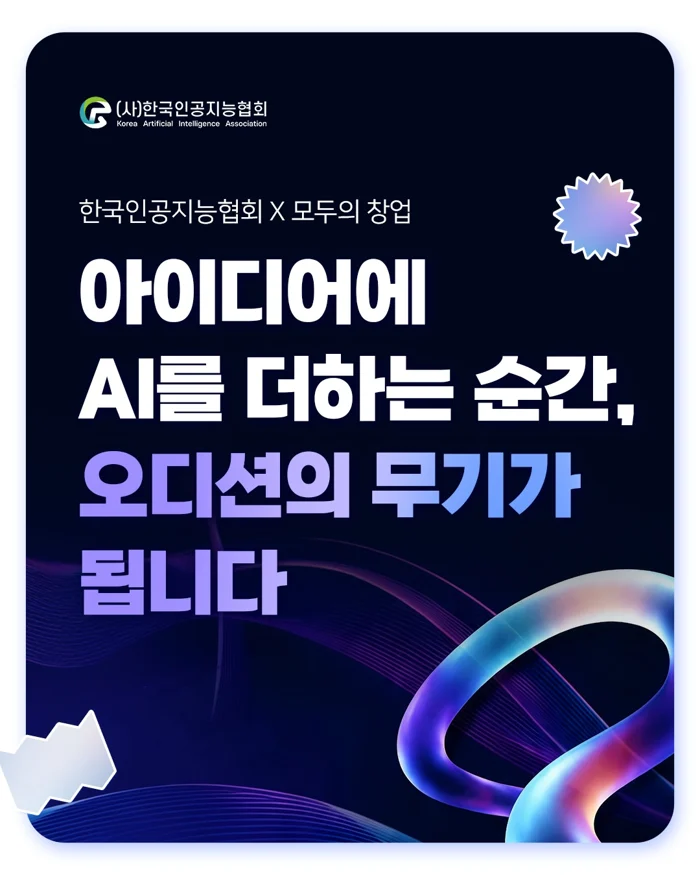 (사)한국인공지능협회
Korea Artificial Intelligence Association
한국인공지능협회 X 모두의 창업
아이디어에
AI를 더하는 순간,
오디션의 무기가
됩니다